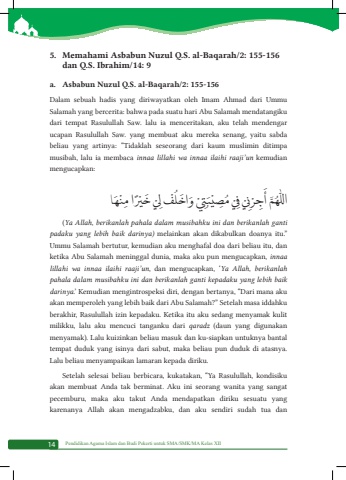 5. Memahami Asbabun Nuzul Q.S. al-Baqarah/2: 155-156
dan Q.S. Ibrahim/14: 9
a. Asbabun Nuzul Q.S. al-Baqarah/2: 155-156
Dalam sebuah hadis yang diriwayatkan oleh Imam Ahmad dari Ummu
Salamah yang bercerita: bahwa pada suatu hari Abu Salamah mendatangiku
dari tempat Rasulullah Saw. lalu ia menceritakan, aku telah mendengar
ucapan Rasulullah Saw. yang membuat aku mereka senang, yaitu sabda
beliau yang artinya: “Tidaklah seseorang dari kaum muslimin ditimpa
musibah, lalu ia membaca innaa lillahi wa innaa ilaihi raaji’un kemudian
mengucapkan:
اَللّٰهُمَّ أَجِرْنِيْ فِيْ مُصِيْبَتِيْ وَاخْلُفْ لِيْ خَيْرًا مِنْهَا
(Ya Allah, berikanlah pahala dalam musibahku ini dan berikanlah ganti
padaku yang lebih baik darinya) melainkan akan dikabulkan doanya itu.”
Ummu Salamah bertutur, kemudian aku menghafal doa dari beliau itu, dan
ketika Abu Salamah meninggal dunia, maka aku pun mengucapkan, innaa
lillahi wa innaa ilaihi raaji’un, dan mengucapkan, ‘Ya Allah, berikanlah
pahala dalam musibahku ini dan berikanlah ganti kepadaku yang lebih baik
darinya.’ Kemudian mengintrospeksi diri, dengan bertanya, “Dari mana aku
akan memperoleh yang lebih baik dari Abu Salamah?” Setelah masa iddahku
berakhir, Rasulullah izin kepadaku. Ketika itu aku sedang menyamak kulit
milikku, lalu aku mencuci tanganku dari qaradz (daun yang digunakan
menyamak). Lalu kuizinkan beliau masuk dan ku-siapkan untuknya bantal
tempat duduk yang isinya dari sabut, maka beliau pun duduk di atasnya.
Lalu beliau menyampaikan lamaran kepada diriku.
Setelah selesai beliau berbicara, kukatakan, “Ya Rasulullah, kondisiku
akan membuat Anda tak berminat. Aku ini seorang wanita yang sangat
pecemburu, maka aku takut Anda mendapatkan diriku sesuatu yang
karenanya Allah akan mengadzabku, dan aku sendiri sudah tua dan
14 Pendidikan Agama Islam dan Budi Pekerti untuk SMA/SMK/MA Kelas XII